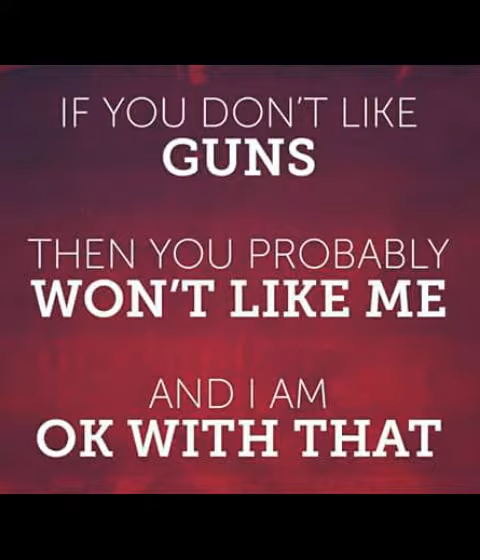 IF YOU DON'T LIKE
GUNS
THEN YOU PROBABLY
WON'T LIKE ME
AND I AM
OK WITH THAT